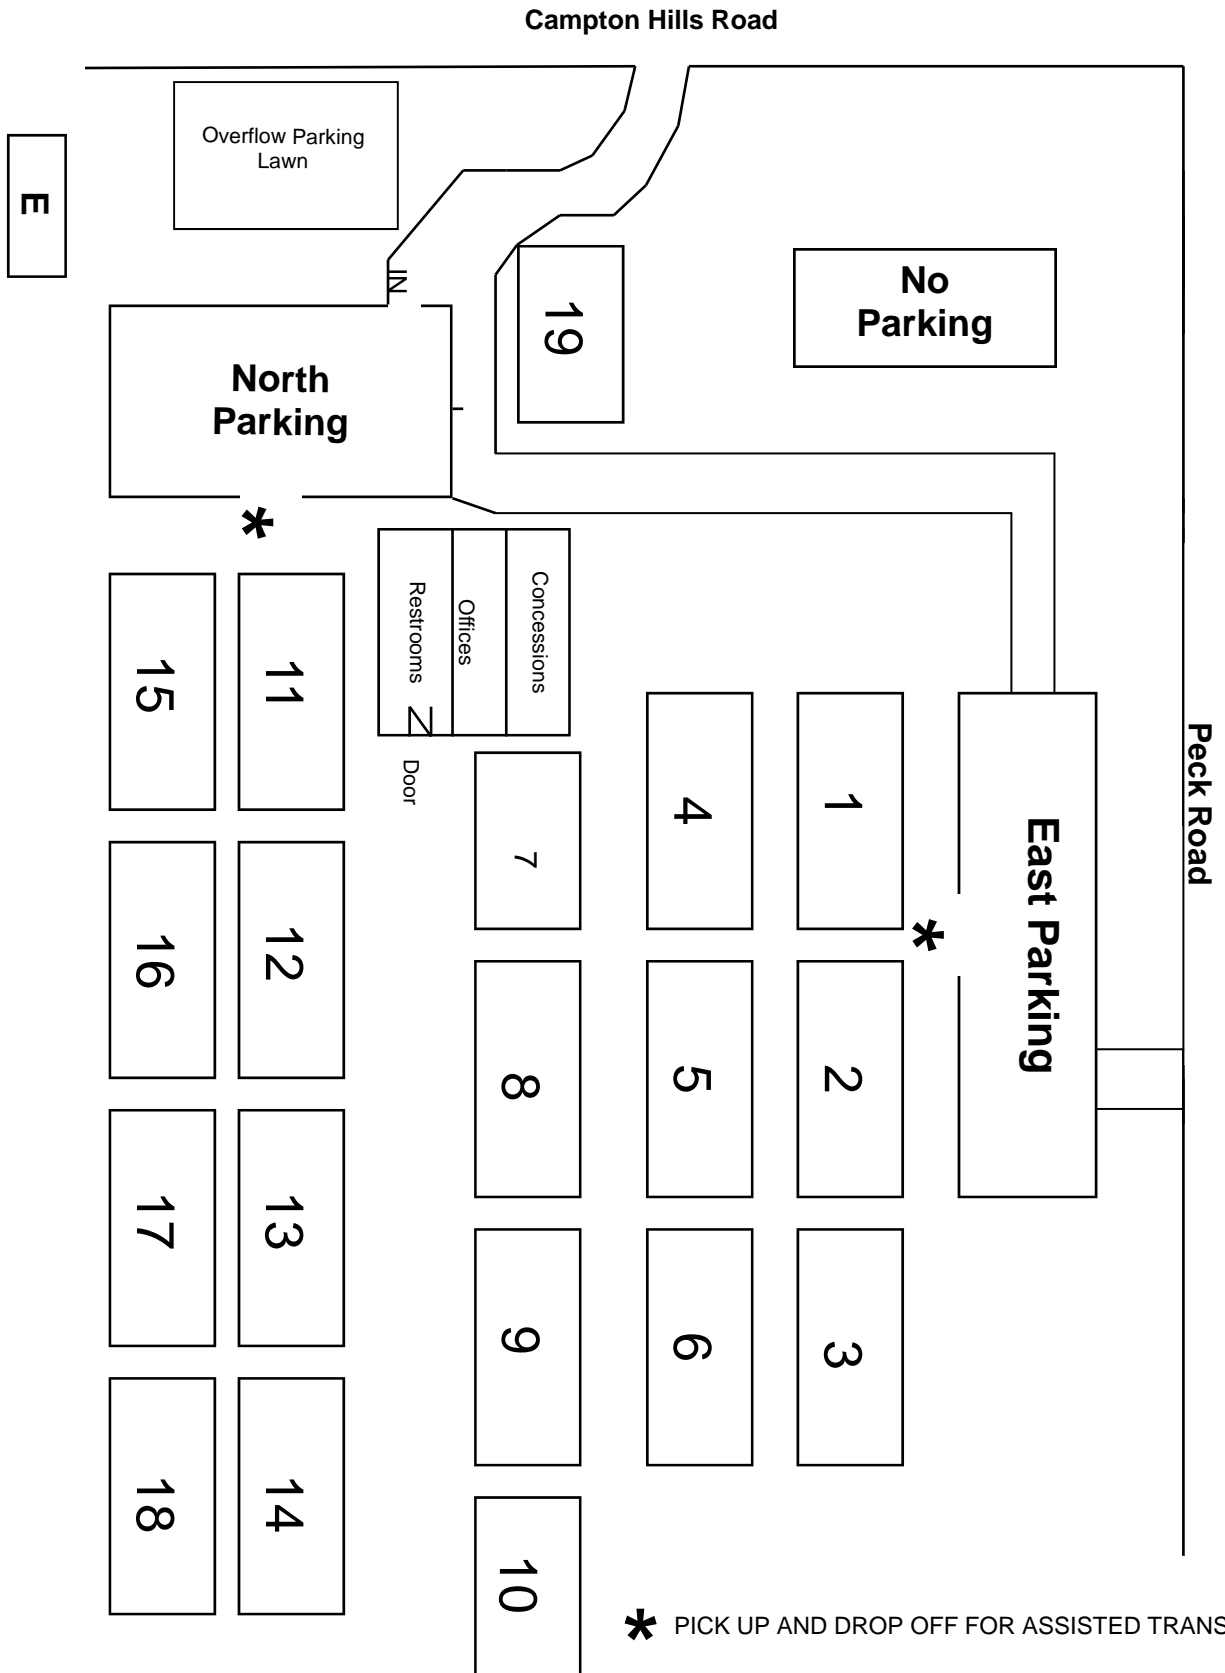 Campton Hills Road
Overflow Parking
Lawn
E
IN
19
No
Parking
North
Parking
*
Restrooms
Offices
Concessions
Door
15
11
7
4
1
East Parking
Peck Road
*
16
12
8
5
2
17
13
9
6
3
18
14
10
* PICK UP AND DROP OFF FOR ASSISTED TRANS